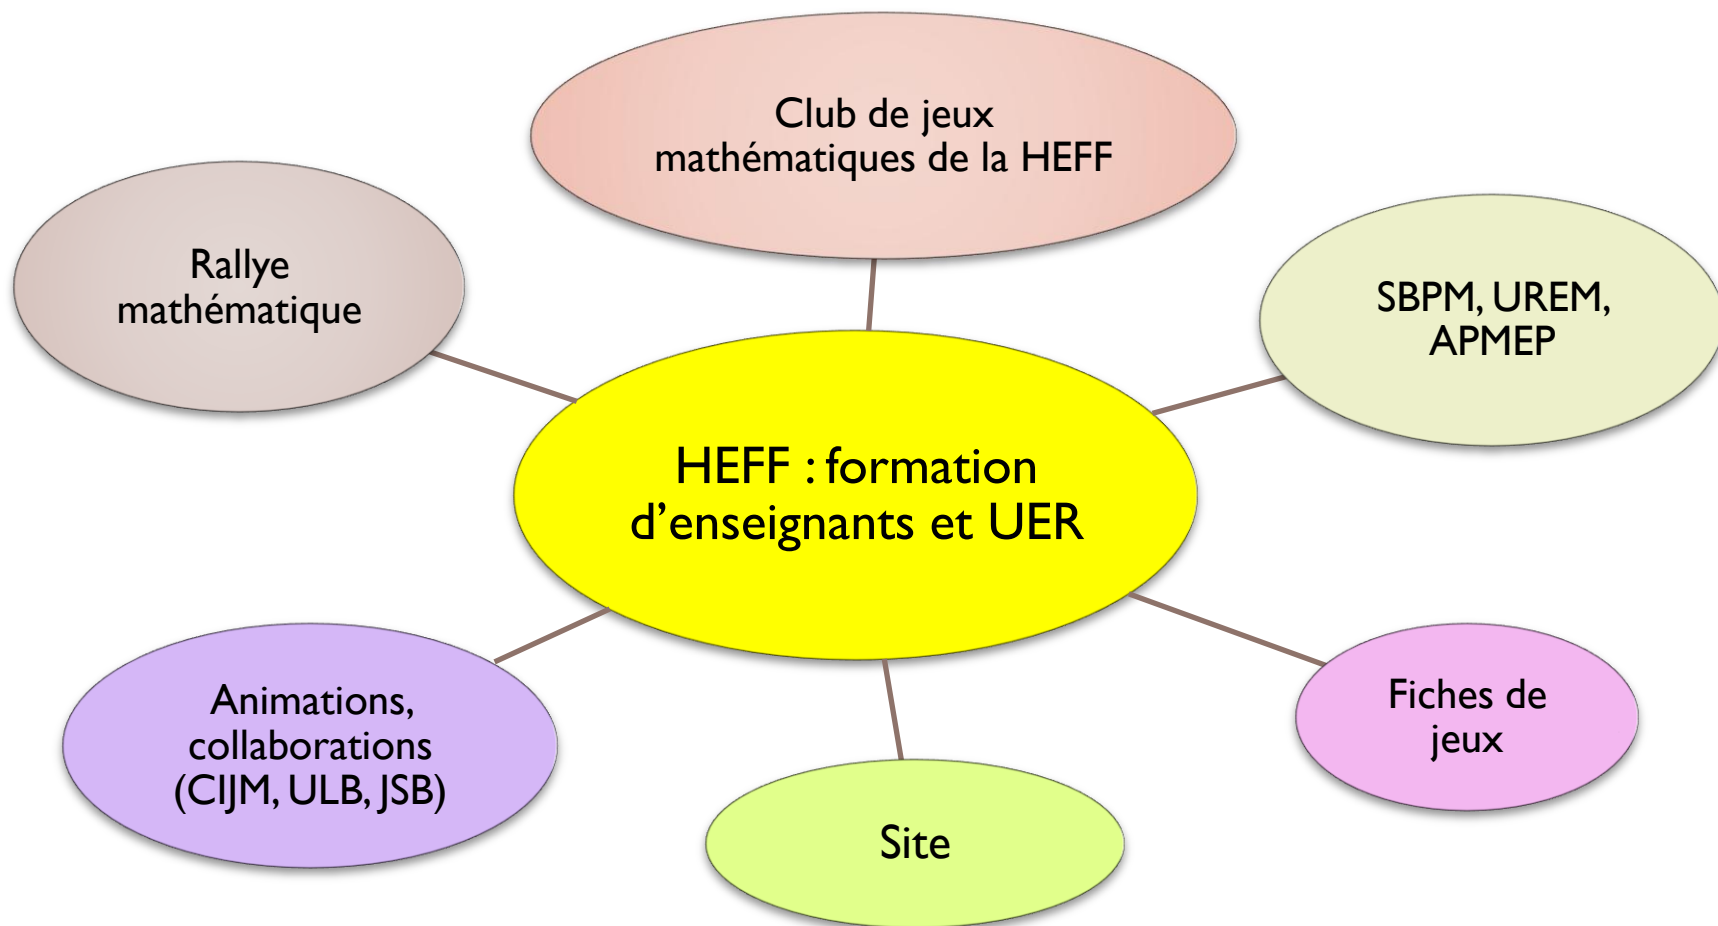 Club de jeux
mathématiques de la HEFF
Rallye
mathématique
SBPM, UREM,
APMEP
HEFF : formation
d’enseignants et UER
Animations,
collaborations
(CIJM, ULB, JSB)
Fiches de
jeux
Site